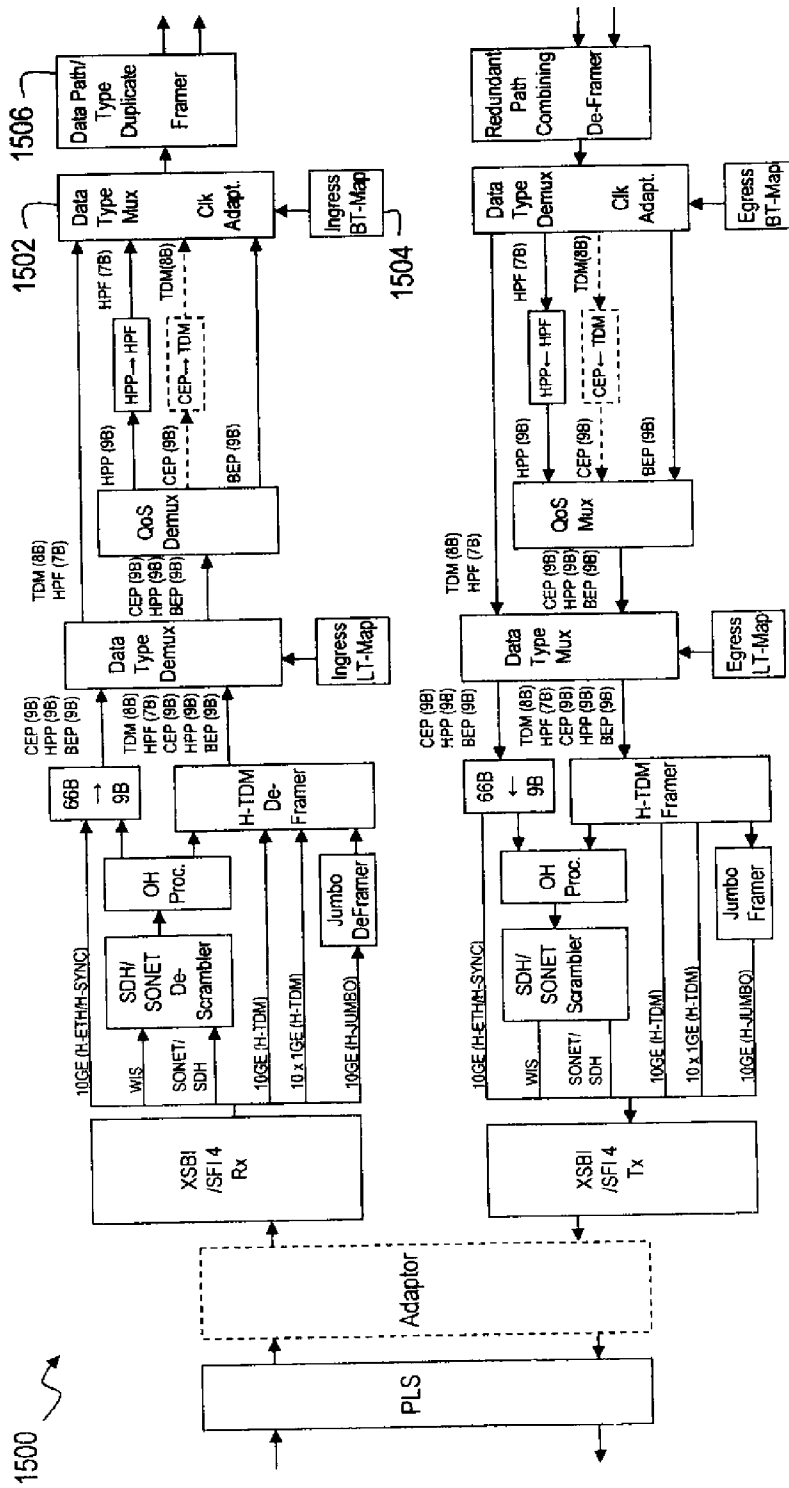 1500
PLS
Adaptor
XSBI
/SFI 4
Rx
10GE (H-ETH/H-SYNC)
WIS
SONET/
SDH
10GE (H-TDM)
10 x 1GE (H-TDM)
10GE (H-JUMBO)
SDH/
SONET
De-
Scrambler
OH
Proc.
Jumbo
DeFramer
66B
→
9B
H-TDM
De-
Framer
CEP (9B)
HPP (9B)
BEP (9B)
TDM (8B)
HPF (7B)
CEP (9B)
HPP (9B)
BEP (9B)
Data
Type
Demux
Ingress
LT-Map
TDM (8B)
HPF (7B)
CEP (9B)
HPP (9B)
BEP (9B)
QoS
Demux
HPP (9B)
CEP (9B)
BEP (9B)
HPP→ HPF
CEP→ TDM
HPF (7B)
TDM(8B)
1502
Data
Type
Mux
Clk
Adapt.
Ingress
BT-Map
1504
1506
Data Path/
Type
Duplicate
Framer
XSBI
/SFI 4
Tx
WIS
SONET/
SDH
10GE (H-TDM)
10 x 1GE (H-TDM)
10GE (H-JUMBO)
SDH/
SONET
Scrambler
OH
Proc.
Jumbo
Framer
66B
←
9B
H-TDM
Framer
CEP (9B)
HPP (9B)
BEP (9B)
TDM (8B)
HPF (7B)
CEP (9B)
HPP (9B)
BEP (9B)
Data
Type
Mux
Egress
LT-Map
TDM (8B)
HPF (7B)
CEP (9B)
HPP (9B)
BEP (9B)
QoS
Mux
HPP (9B)
CEP (9B)
BEP (9B)
HPP← HPF
CEP← TDM
HPF (7B)
TDM(8B)
Data
Type
Demux
Clk
Adapt.
Egress
BT-Map
Redundant
Path
Combining
De-Framer